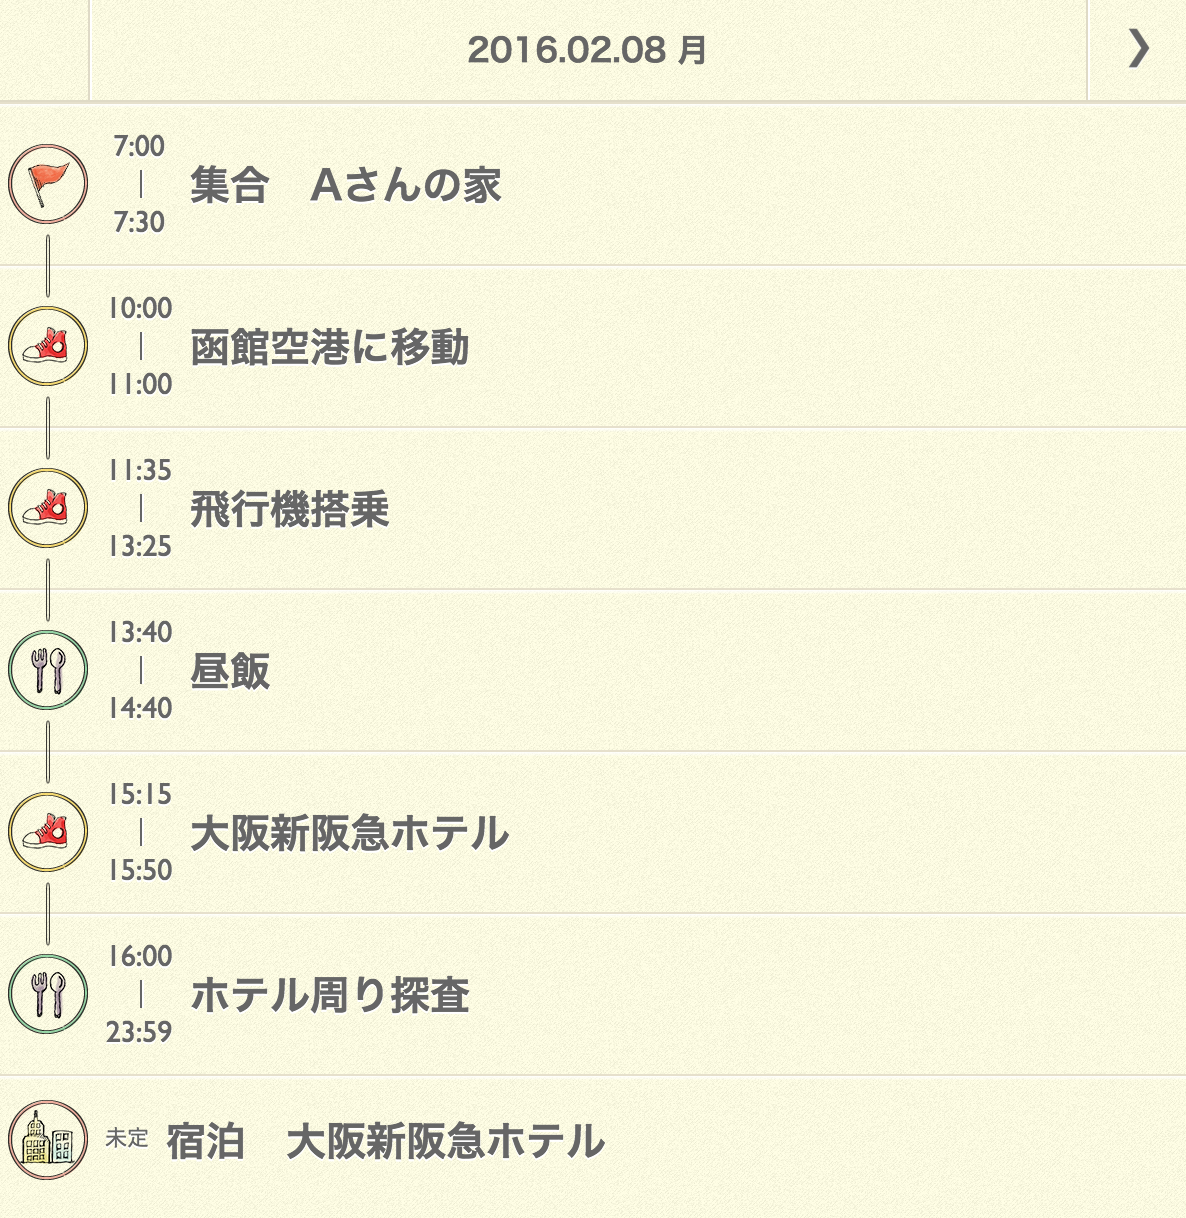 2016.02.08 月
❯
7:00
|
7:30
集合　Aさんの家
10:00
|
11:00
函館空港に移動
11:35
|
13:25
飛行機搭乗
13:40
|
14:40
昼飯
15:15
|
15:50
大阪新阪急ホテル
16:00
|
23:59
ホテル周り探査
未定 宿泊　大阪新阪急ホテル